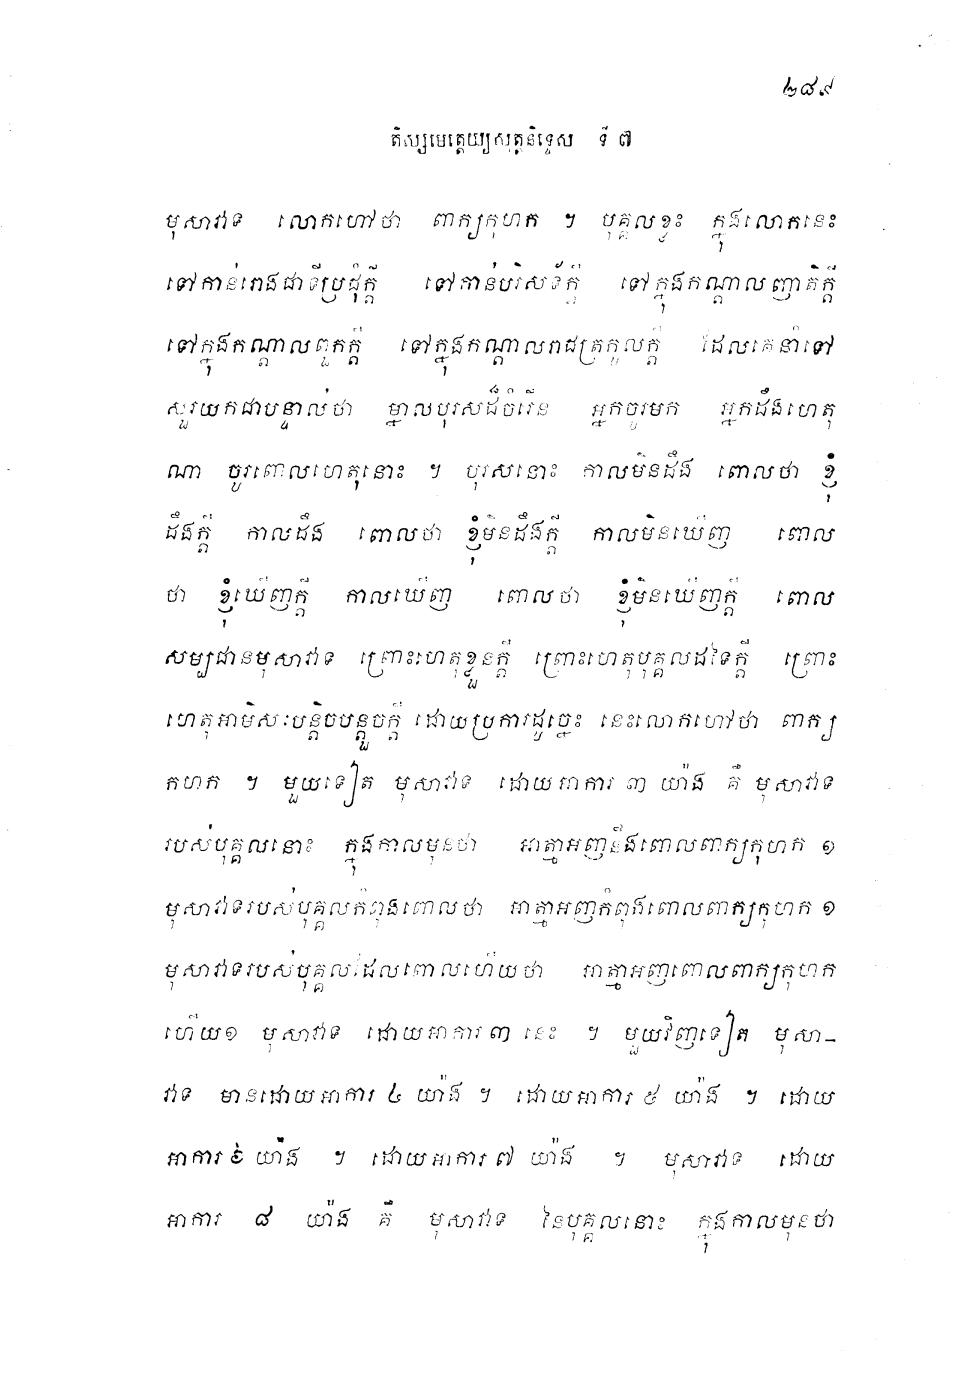 ២៨៩
តិស្សមេត្តេយ្យសុត្តនិទ្ទេស ទី ៧
មុសាវាទ លោកហៅថា ពាក្យកុហក ។ បុគ្គលខ្លះ ក្នុងលោកនេះ
ទៅកាន់រោងជាទីប្រជុំក្តី ទៅកាន់បរិស័ទក្តី ទៅក្នុងកណ្តាលញាតិក្តី
ទៅក្នុងកណ្តាលពួកក្តី ទៅក្នុងកណ្តាលរាជត្រកូលក្តី ដែលគេនាំទៅ
សួរយកជាបន្ទាល់ថា ម្នាលបុរសដ៏ចំរើន អ្នកចូរមក អ្នកដឹងហេតុ
ណា ចូរពោលហេតុនោះ ។ បុរសនោះ កាលមិនដឹង ពោលថា ខ្ញុំ
ដឹងក្តី កាលដឹង ពោលថា ខ្ញុំមិនដឹងក្តី កាលមិនឃើញ ពោល
ថា ខ្ញុំឃើញក្តី កាលឃើញ ពោលថា ខ្ញុំមិនឃើញក្តី ពោល
សម្បជានមុសាវាទ ព្រោះហេតុខ្លួនក្តី ព្រោះហេតុបុគ្គលដទៃក្តី ព្រោះ
ហេតុអាមិសៈបន្តិចបន្តួចក្តី ដោយប្រការដូច្នេះ នេះលោកហៅថា ពាក្យ
កុហក ។ មួយទៀត មុសាវាទ ដោយអាការ ៣ យ៉ាង គឺ មុសាវាទ
របស់បុគ្គលនោះ ក្នុងកាលមុនថា អាត្មាអញនឹងពោលពាក្យកុហក ១
មុសាវាទរបស់បុគ្គលកំពុងពោលថា អាត្មាអញកំពុងពោលពាក្យកុហក ១
មុសាវាទរបស់បុគ្គលដែលពោលហើយថា អាត្មាអញពោលពាក្យកុហក
ហើយ១ មុសាវាទ ដោយអាការ ៣ នេះ ។ មួយវិញទៀត មុសា-
វាទ មានដោយអាការ ៤ យ៉ាង ។ ដោយអាការ ៥ យ៉ាង ។ ដោយ
អាការ ៦ យ៉ាង ។ ដោយអាការ ៧ យ៉ាង ។ មុសាវាទ ដោយ
អាការ ៨ យ៉ាង គឺ មុសាវាទ នៃបុគ្គលនោះ ក្នុងកាលមុនថា